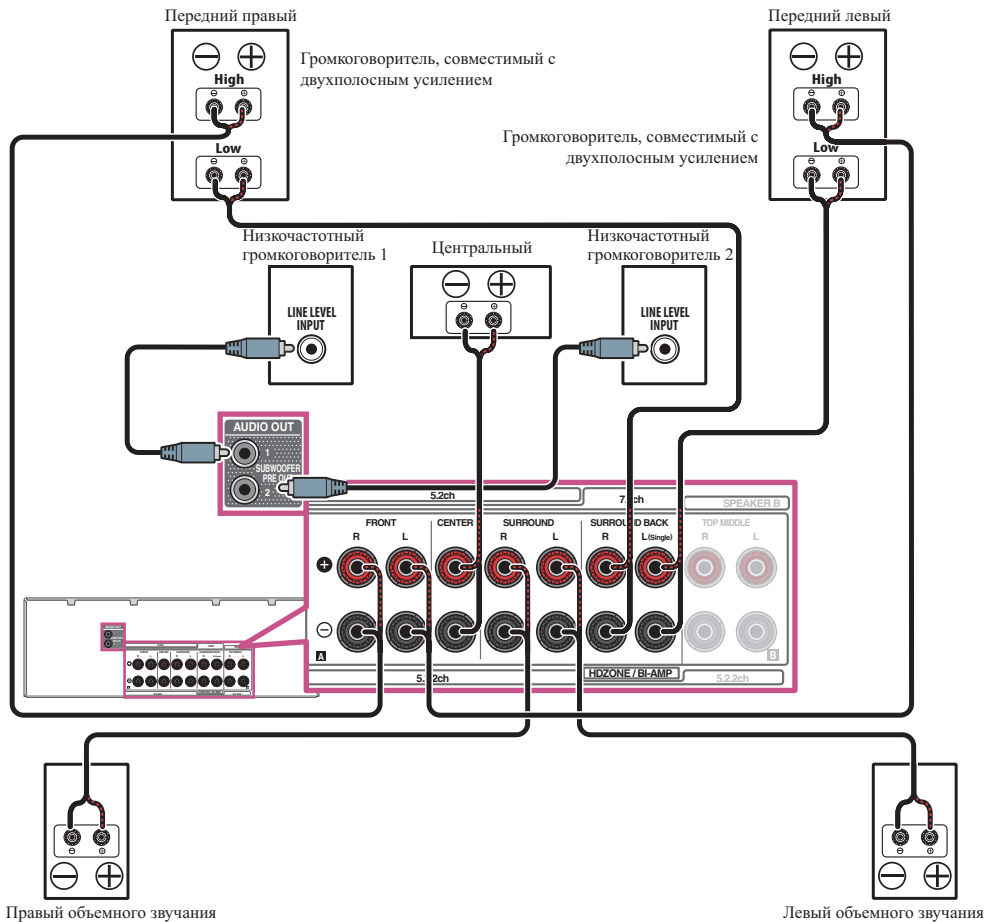 Передний правый
Передний левый
Громкоговоритель, совместимый с
двухполосным усилением
High
High
Громкоговоритель, совместимый с
двухполосным усилением
Low
Low
Низкочастотный
громкоговоритель 1
Центральный
Низкочастотный
громкоговоритель 2
LINE LEVEL
INPUT
LINE LEVEL
INPUT
AUDIO OUT
1
SUBWOOFER
PRE OUT
2
5.2ch
SPEAKER B
FRONT
CENTER
SURROUND
SURROUND BACK
TOP MIDDLE
R
L
R
L
R
L (Single)
R
L
A
B
HDZONE / BI-AMP
5.2.2ch
Правый объемного звучания
Левый объемного звучания